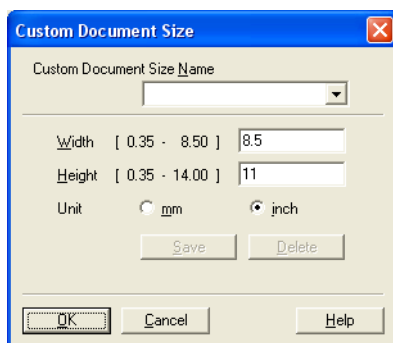 Custom Document Size
Custom Document Size Name
Width [ 0.35 - 8.50 ] 8.5
Height [ 0.35 - 14.00 ] 11
Unit mm inch
Save Delete
OK Cancel Help